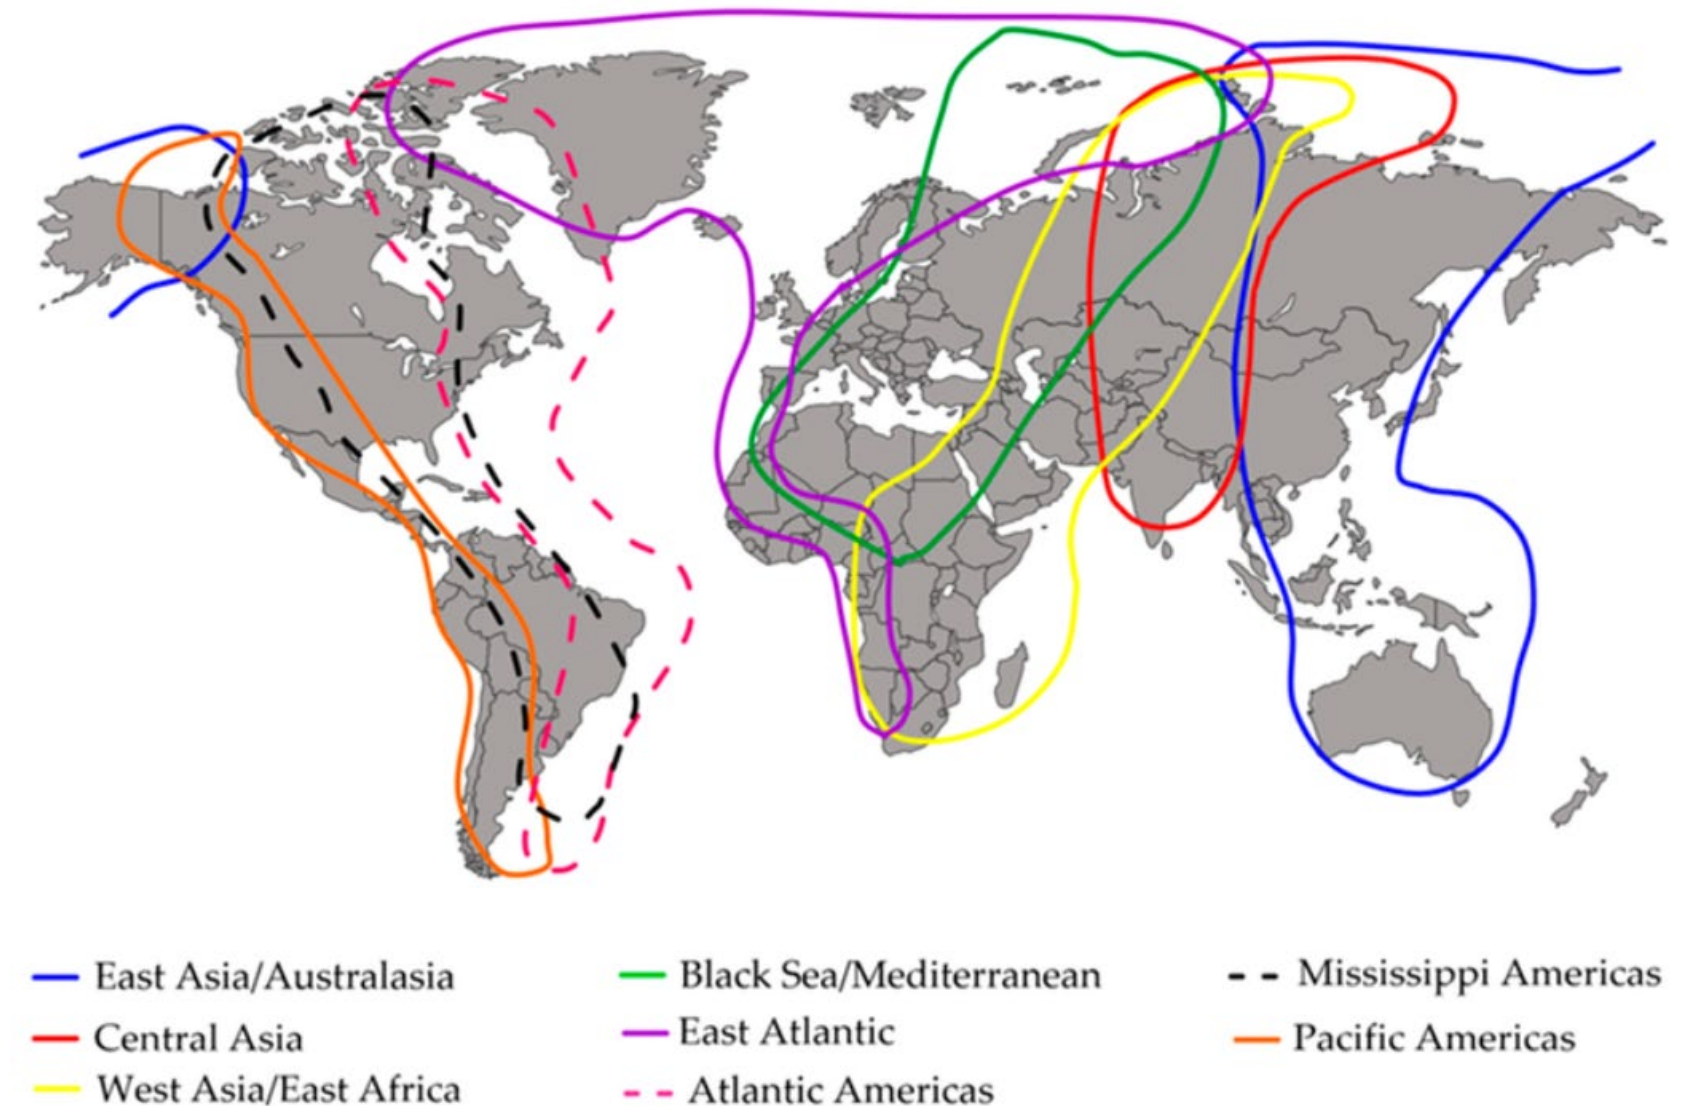 East Asia/Australasia
Black Sea/Mediterranean
Mississippi Americas
Central Asia
East Atlantic
Pacific Americas
West Asia/East Africa
Atlantic Americas